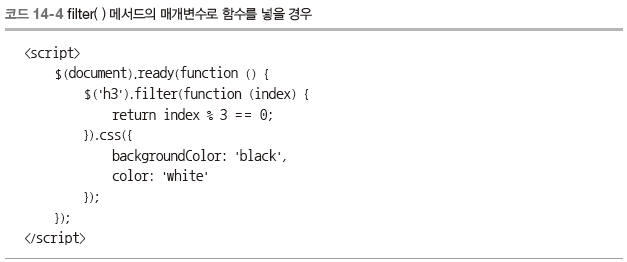 코드 14-4 filter( ) 메서드의 매개변수로 함수를 넣을 경우
<script>
    $(document).ready(function () {
        $('h3').filter(function (index) {
            return index % 3 == 0;
        }).css({
            backgroundColor: 'black',
            color: 'white'
        });
    });
</script>